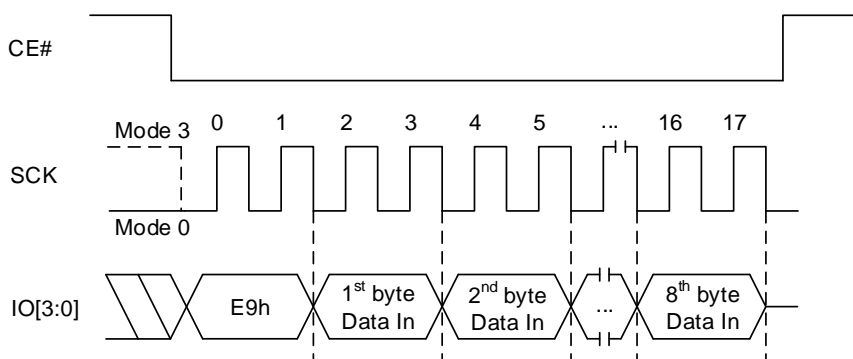 CE#
Mode 3
0 1 2 3 4 5 ... 16 17
SCK
Mode 0
IO[3:0]
E9h
1st byte
Data In
2nd byte
Data In
...
8th byte
Data In